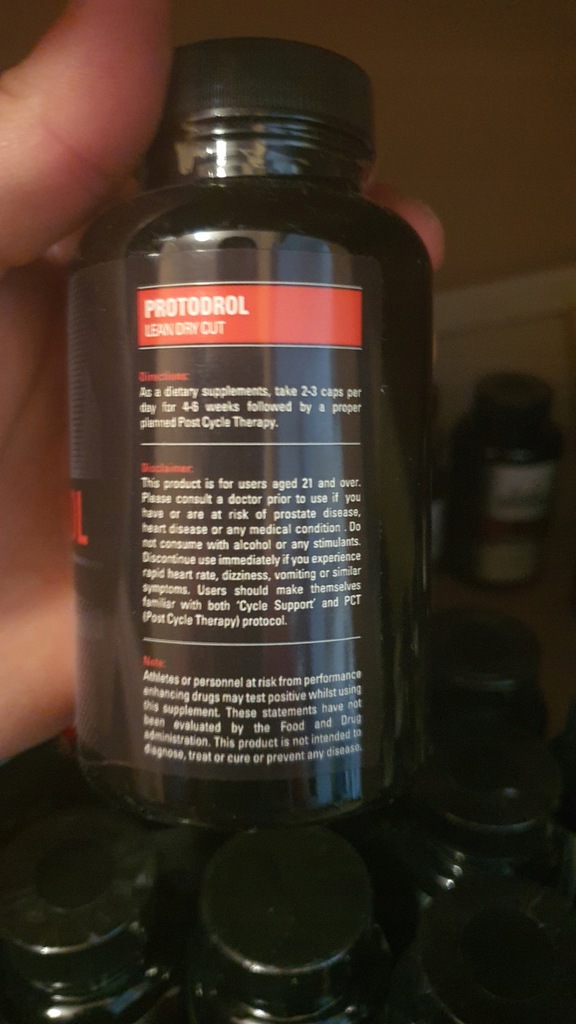 PROTODROL
LEAN DRY CUT
Directions:
As a dietary supplements, take 2-3 caps per
day for 4-6 weeks followed by a proper
planned Post Cycle Therapy.
Disclaimer:
This product is for users aged 21 and over.
Please consult a doctor prior to use if you
have or are at risk of prostate disease,
heart disease or any medical condition . Do
not consume with alcohol or any stimulants.
Discontinue use immediately if you experience
rapid heart rate, dizziness, vomiting or similar
symptoms. Users should make themselves
familiar with both 'Cycle Support' and PCT
(Post Cycle Therapy) protocol.
Note:
Athletes or personnel at risk from performance
enhancing drugs may test positive whilst using
this supplement. These statements have not
been evaluated by the Food and Drug
administration. This product is not intended to
diagnose, treat or cure or prevent any disease.